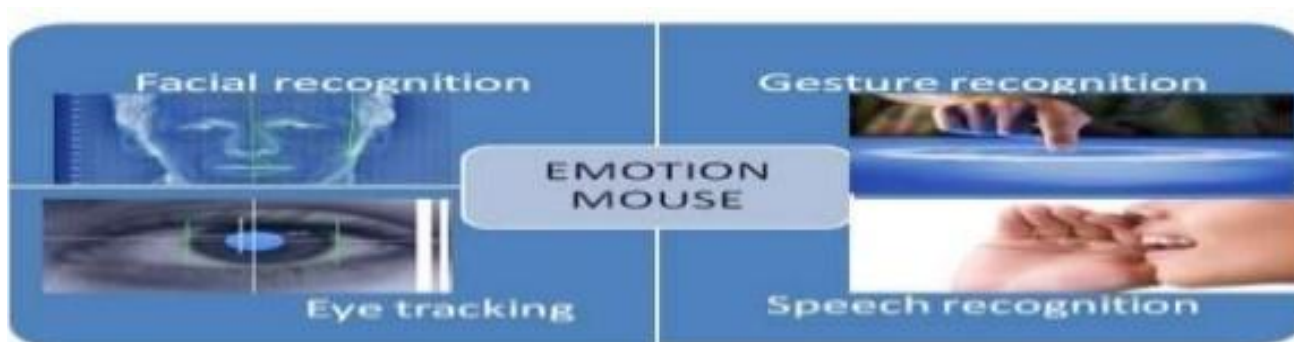 Facial recognition
Gesture recognition
EMOTION
MOUSE
Eye tracking
Speech recognition